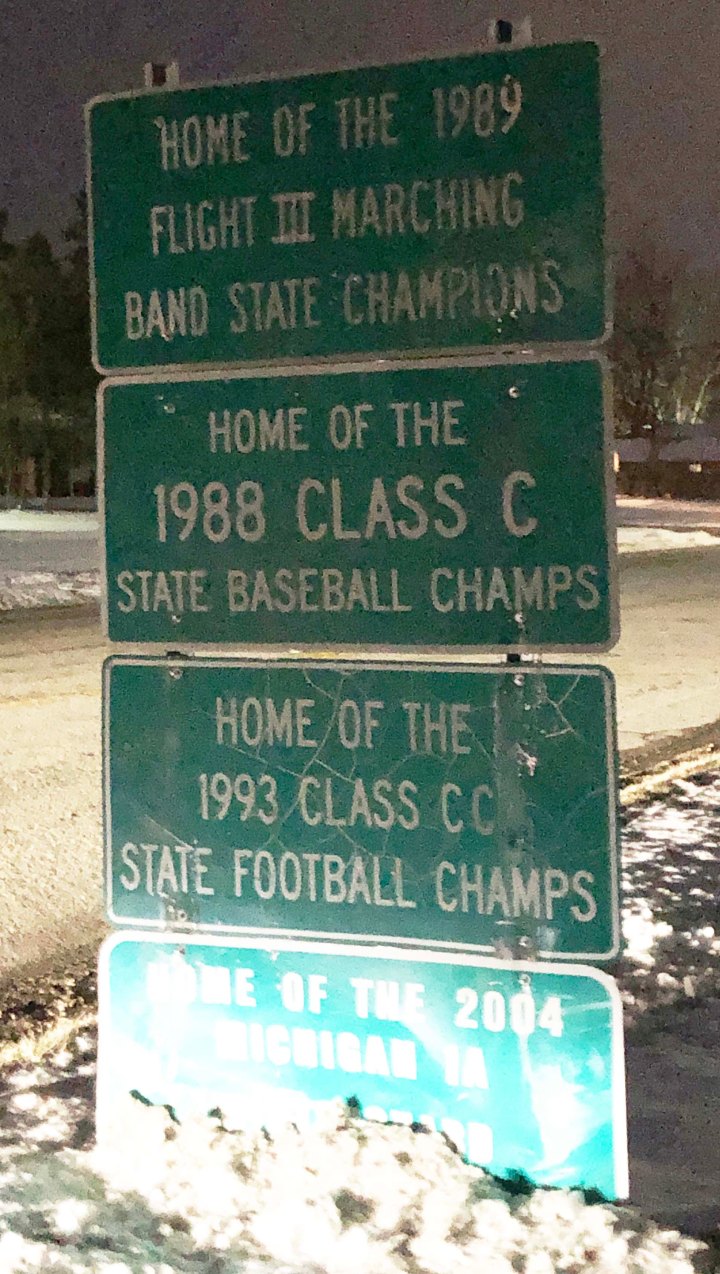 HOME OF THE 1989
FLIGHT III MARCHING
BAND STATE CHAMPIONS
HOME OF THE
1988 CLASS C
STATE BASEBALL CHAMPS
HOME OF THE
1993 CLASS CC
STATE FOOTBALL CHAMPS
HOME OF THE 2004
MICHIGAN 1A